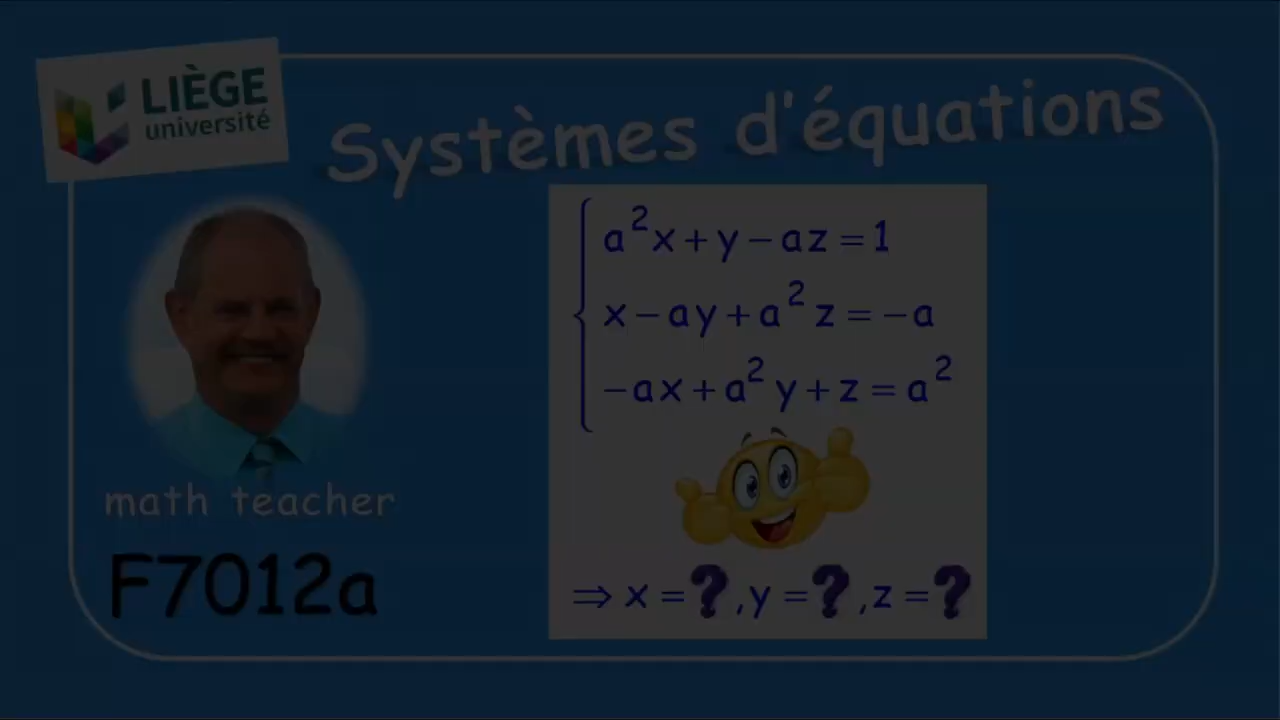 LIÈGE
université
Systèmes d'équations
a²x + y − az = 1
x − ay + a²z = −a
−ax + a²y + z = a²
math teacher
F7012a
⇒ x = ?, y = ?, z = ?